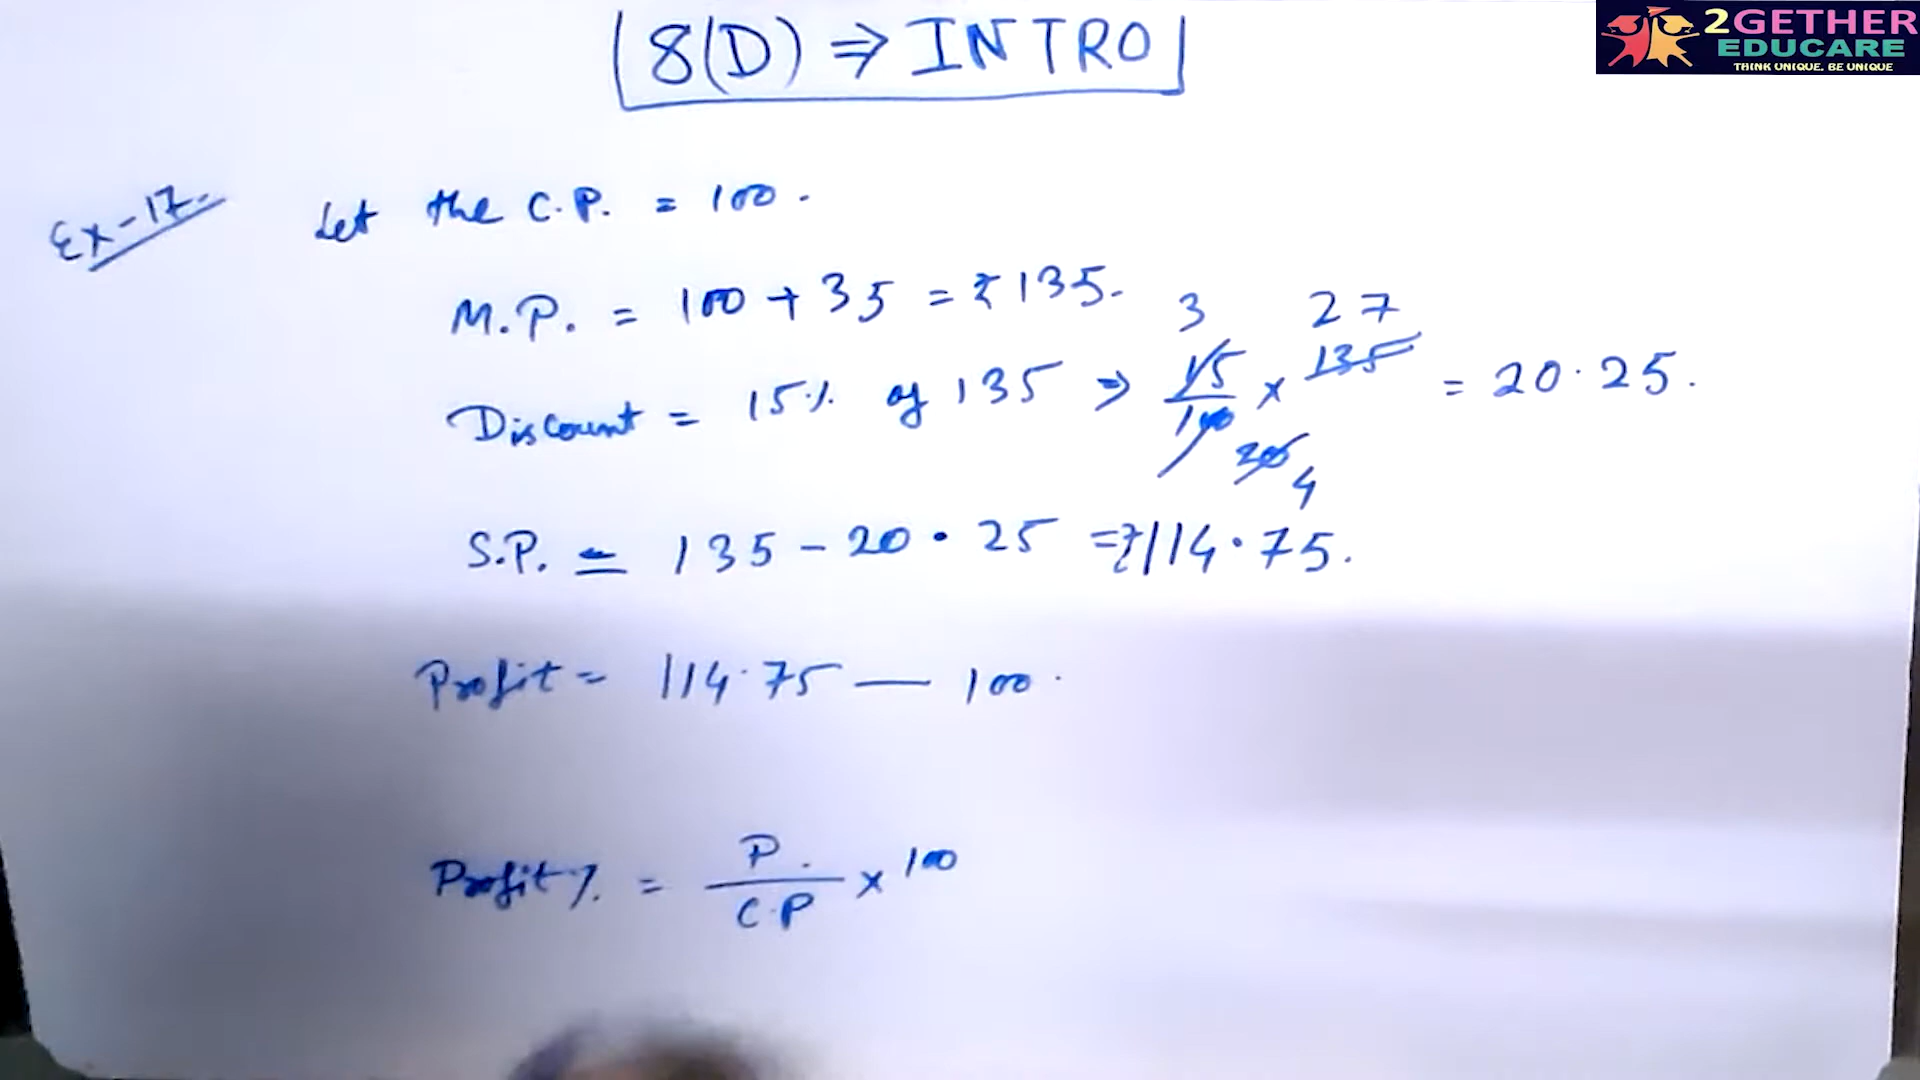 8(D) ⇒ INTRO
2GETHER
EDUCARE
THINK UNIQUE. BE UNIQUE
Ex-17.
Let the C.P. = 100.
M.P. = 100 + 35 = ₹135.
3 27
Discount = 15% of 135 ⇒ 15/100 × 135 = 20.25.
20
4
S.P. = 135 - 20.25 = ₹114.75.
Profit = 114.75 — 100.
Profit % = P./C.P × 100